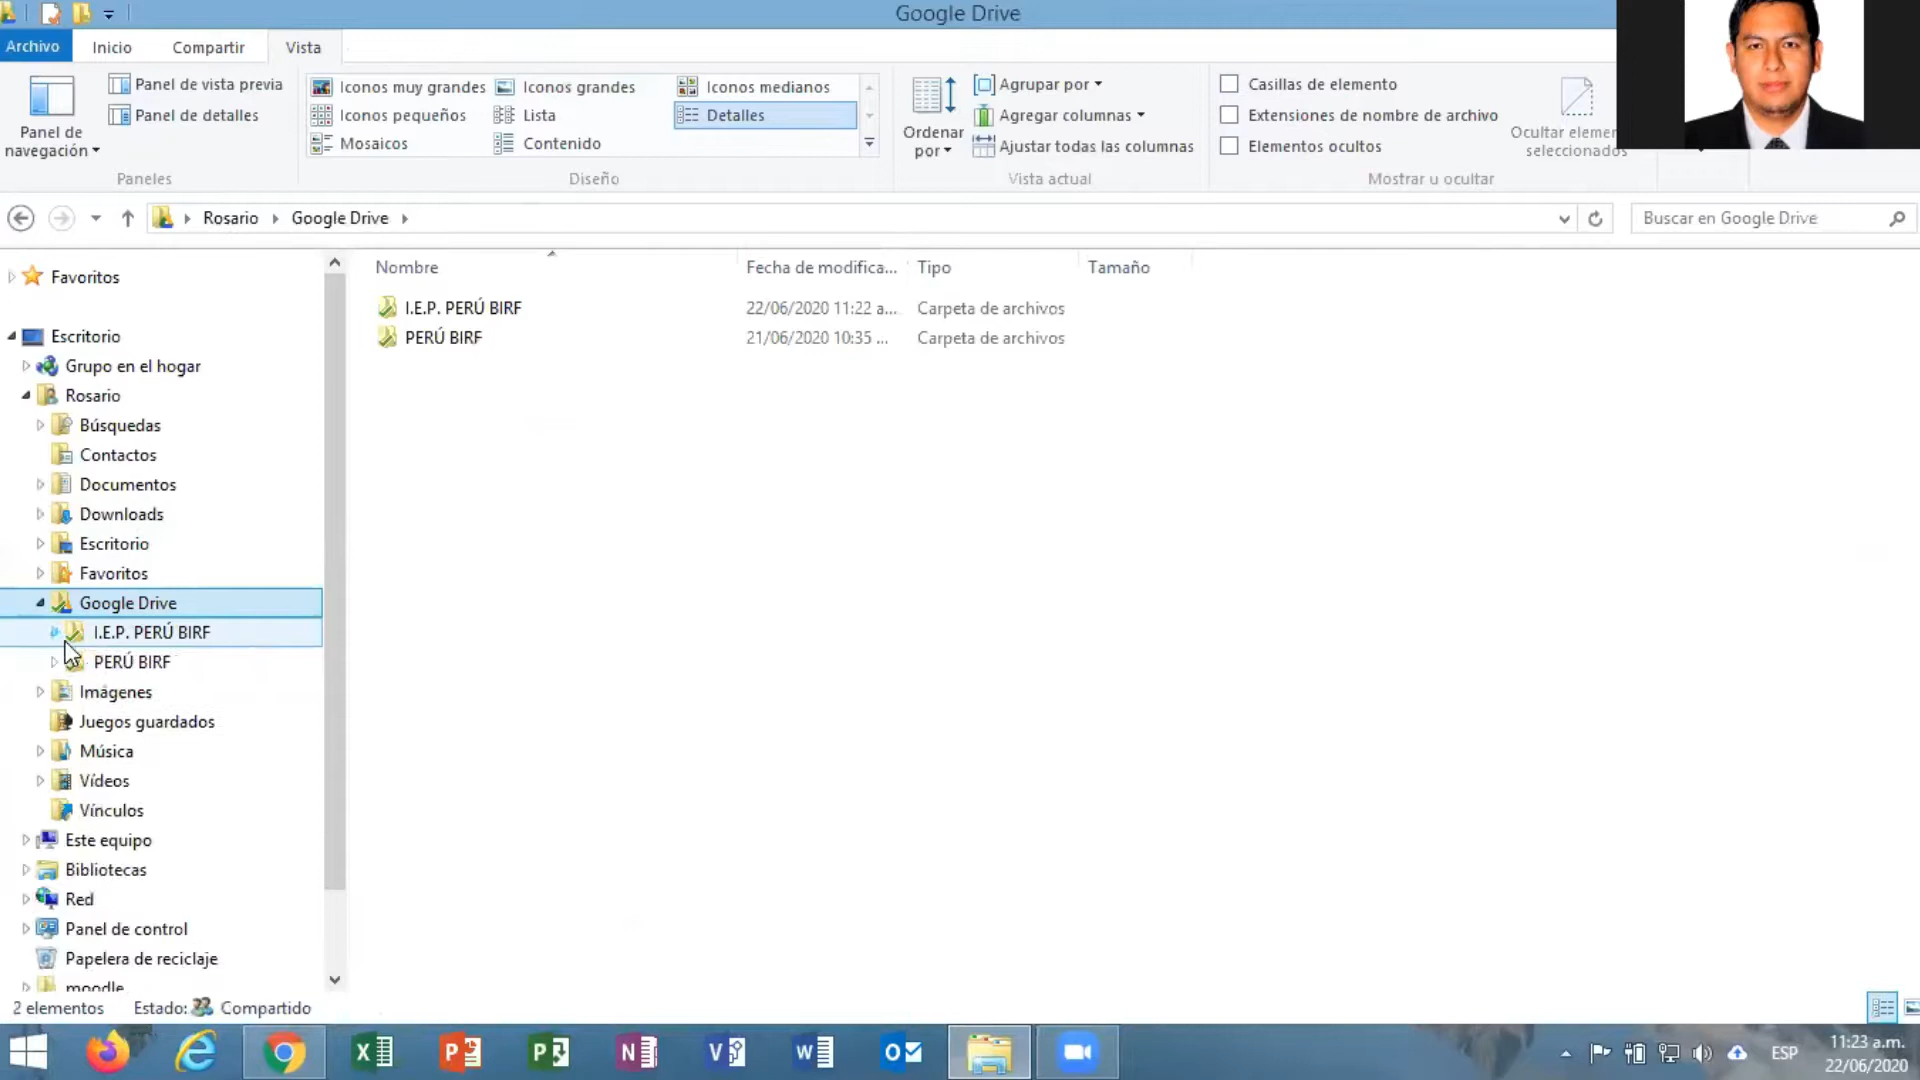 Google Drive
Archivo Inicio Compartir Vista
Panel de navegación
Panel de vista previa
Panel de detalles
Paneles
Iconos muy grandes Iconos grandes Iconos medianos
Iconos pequeños Lista Detalles
Mosaicos Contenido
Diseño
Ordenar por
Agrupar por
Agregar columnas
Ajustar todas las columnas
Vista actual
Casillas de elemento
Extensiones de nombre de archivo
Elementos ocultos
Ocultar
seleccionados
Mostrar u ocultar
Rosario Google Drive
Buscar en Google Drive
Nombre Fecha de modifica... Tipo Tamaño
I.E.P. PERÚ BIRF 22/06/2020 11:22 a.... Carpeta de archivos
PERÚ BIRF 21/06/2020 10:35 ... Carpeta de archivos
Favoritos
Escritorio
Grupo en el hogar
Rosario
Búsquedas
Contactos
Documentos
Downloads
Escritorio
Favoritos
Google Drive
I.E.P. PERÚ BIRF
PERÚ BIRF
Imágenes
Juegos guardados
Música
Vídeos
Vínculos
Este equipo
Bibliotecas
Red
Panel de control
Papelera de reciclaje
moodle
2 elementos Estado: Compartido
ESP
11:23 a.m.
22/06/2020